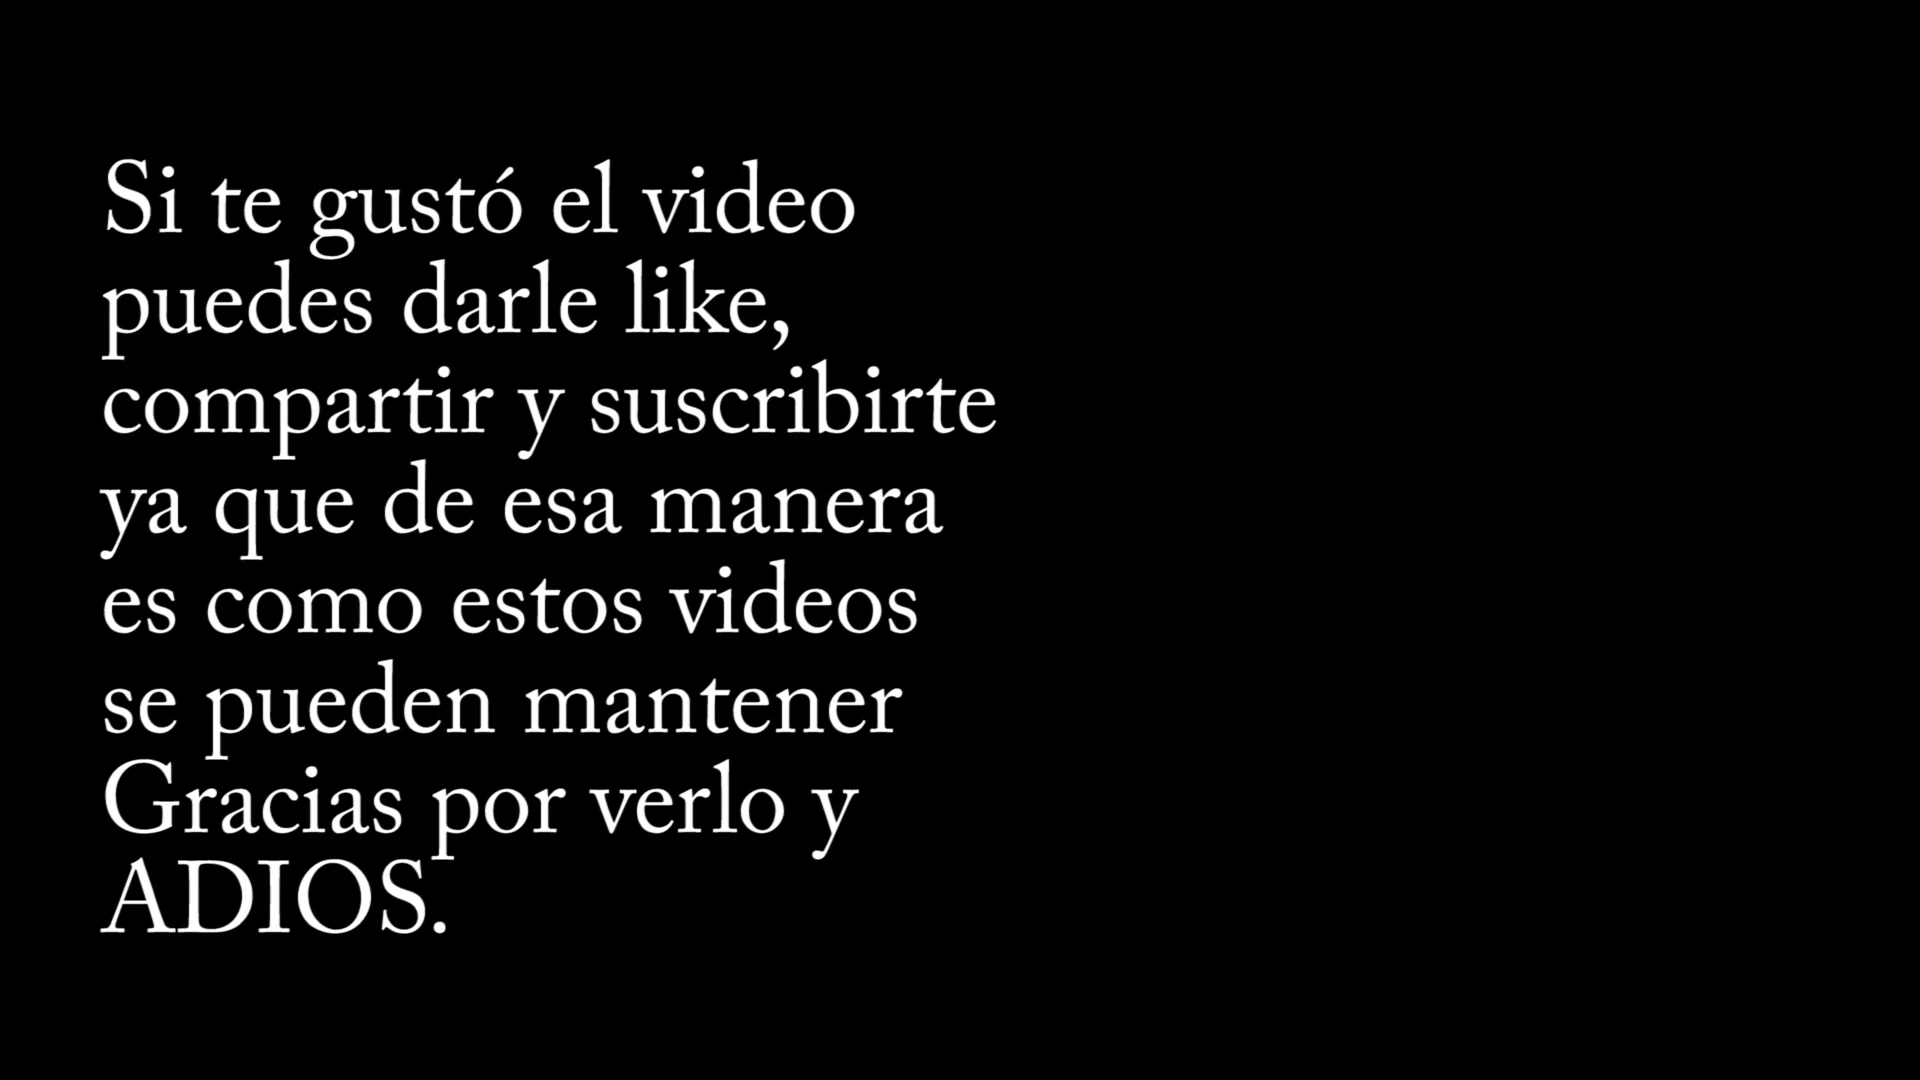 Si te gustó el video
puedes darle like,
compartir y suscribirte
ya que de esa manera
es como estos videos
se pueden mantener
Gracias por verlo y
ADIOS.